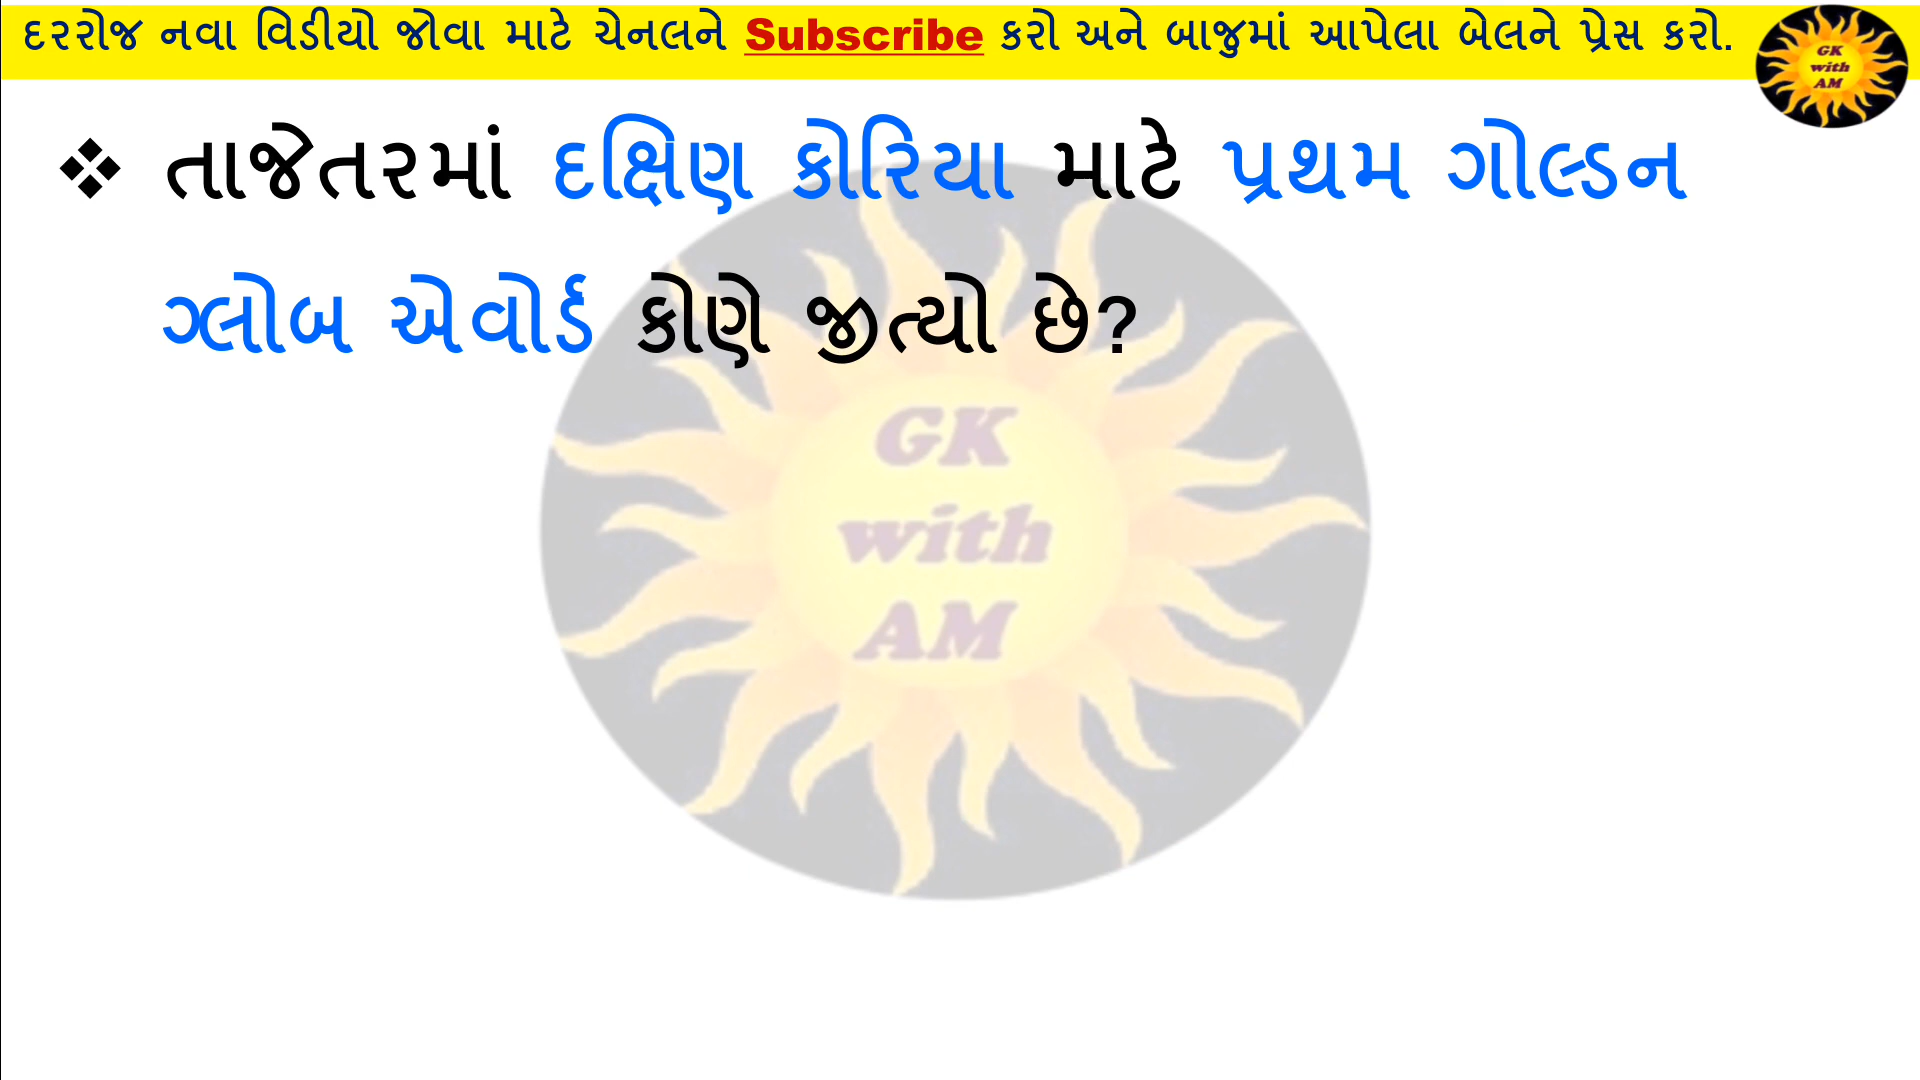 દરરોજ નવા વિડીયો જોવા માટે ચેનલને Subscribe કરો અને બાજુમાં આપેલા બેલને પ્રેસ કરો.
GK
with
AM
❖ તાજેતરમાં દક્ષિણ કોરિયા માટે પ્રથમ ગોલ્ડન
ગ્લોબ એવોર્ડ કોણે જીત્યો છે?
GK
with
AM